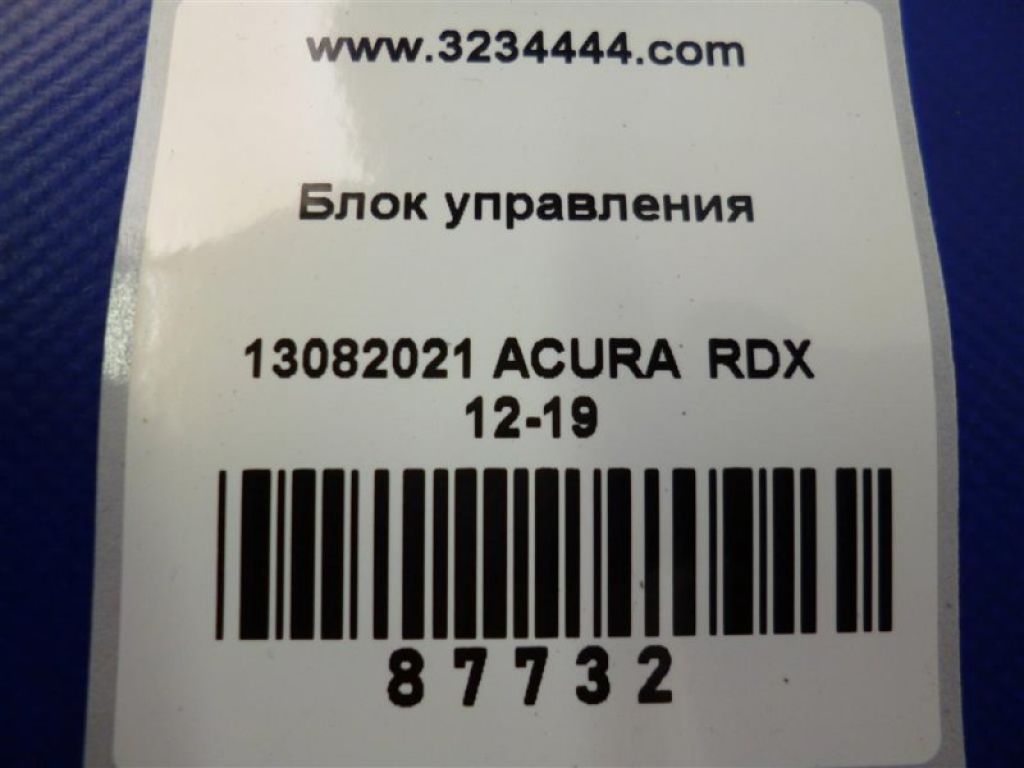 www.3234444.com
Блок управления
13082021 ACURA RDX
12-19
87732